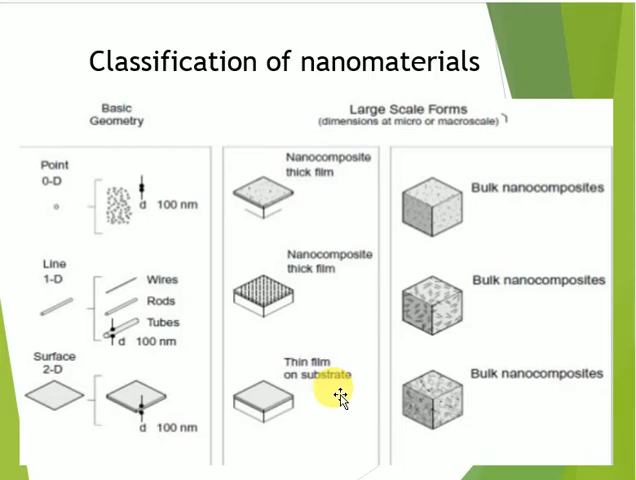 Classification of nanomaterials
Basic
Geometry
Large Scale Forms
(dimensions at micro or macroscale)
Point
0-D
d 100 nm
Nanocomposite
thick film
Bulk nanocomposites
Line
1-D
Wires
Rods
Tubes
d 100 nm
Nanocomposite
thick film
Bulk nanocomposites
Surface
2-D
d 100 nm
Thin film
on substrate
Bulk nanocomposites